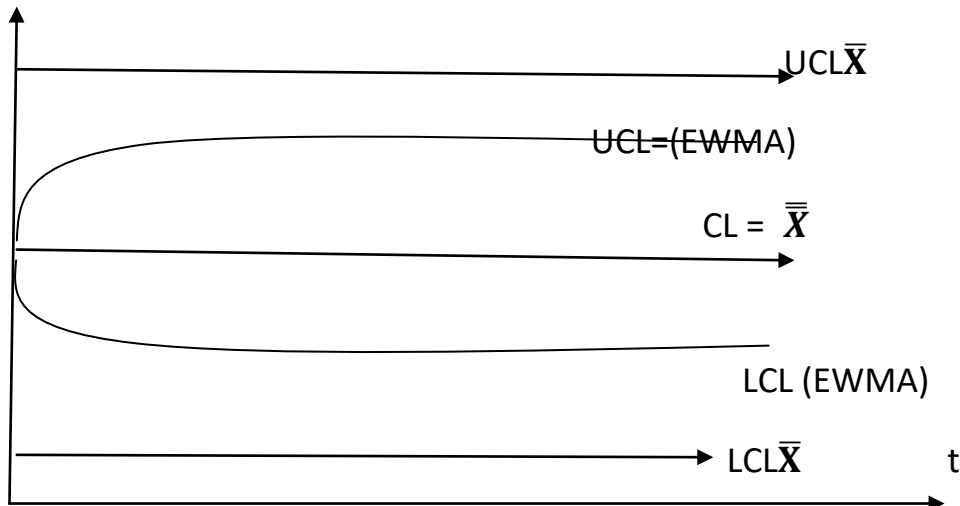 UCLX̿
UCL=(EWMA)
CL = X̿
LCL (EWMA)
LCLX̿ t